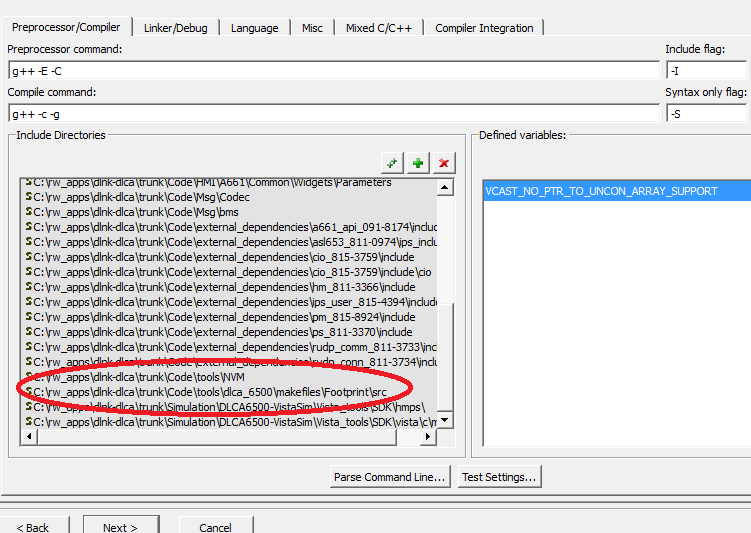 Preprocessor/Compiler Linker/Debug Language Misc Mixed C/C++ Compiler Integration
Preprocessor command: Include flag:
g++ -E -C -I
Compile command: Syntax only flag:
g++ -c -g -S
Include Directories Defined variables:
S C:\rw_apps\dlnk-dlca\trunk\Code\HMI\A661\Common\Widgets\Parameters
S C:\rw_apps\dlnk-dlca\trunk\Code\Msg\Codec VCAST_NO_PTR_TO_UNCON_ARRAY_SUPPORT
S C:\rw_apps\dlnk-dlca\trunk\Code\Msg\bms
S C:\rw_apps\dlnk-dlca\trunk\Code\external_dependencies\a661_api_091-8174\includ
S C:\rw_apps\dlnk-dlca\trunk\Code\external_dependencies\asl653_811-0974\ips_inclu
S C:\rw_apps\dlnk-dlca\trunk\Code\external_dependencies\cio_815-3759\include
S C:\rw_apps\dlnk-dlca\trunk\Code\external_dependencies\cio_815-3759\include\cio
S C:\rw_apps\dlnk-dlca\trunk\Code\external_dependencies\hm_811-3366\include
S C:\rw_apps\dlnk-dlca\trunk\Code\external_dependencies\ips_user_815-4394\include
S C:\rw_apps\dlnk-dlca\trunk\Code\external_dependencies\pm_815-8924\include
S C:\rw_apps\dlnk-dlca\trunk\Code\external_dependencies\ps_811-3370\include
S C:\rw_apps\dlnk-dlca\trunk\Code\external_dependencies\rudp_comm_811-3733\inc
S C:\rw_apps\dlnk-dlca\trunk\Code\external_dependencies\rudp_conn_811-3734\incl
S C:\rw_apps\dlnk-dlca\trunk\Code\tools\NVM
S C:\rw_apps\dlnk-dlca\trunk\Code\tools\dlca_6500\makefiles\Footprint\src
S C:\rw_apps\dlnk-dlca\trunk\Simulation\DLCA6500-VistaSim\Vista_tools\SDK\hmps\
S C:\rw_apps\dlnk-dlca\trunk\Simulation\DLCA6500-VistaSim\Vista_tools\SDK\vista\c\m
Parse Command Line... Test Settings...
< Back Next > Cancel